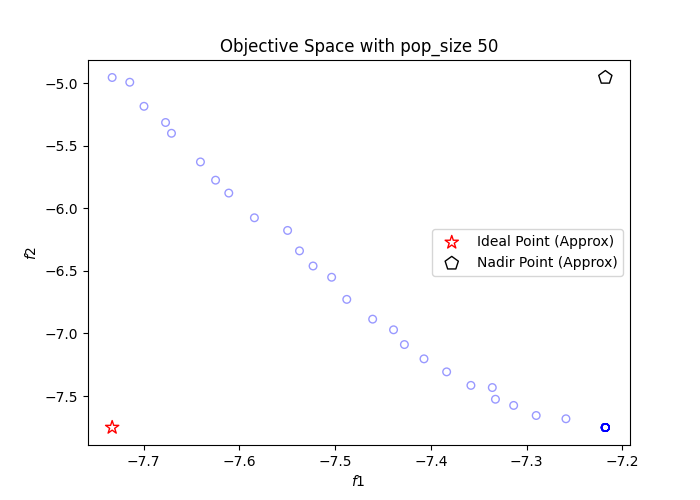 Objective Space with pop_size 50
−5.0
−5.5
−6.0
−6.5
−7.0
−7.5
f2
Ideal Point (Approx)
Nadir Point (Approx)
−7.7
−7.6
−7.5
−7.4
−7.3
−7.2
f1